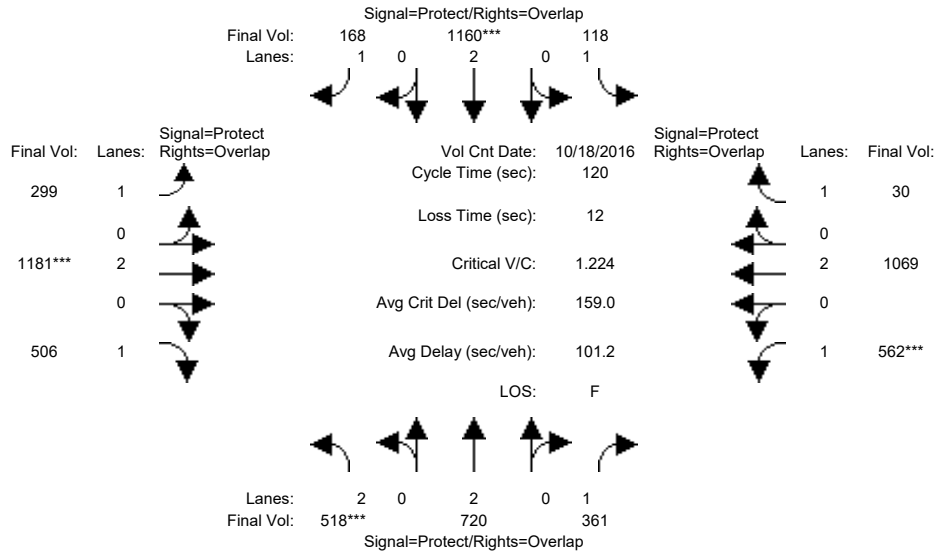 Signal=Protect/Rights=Overlap
Final Vol: 168 1160*** 118
Lanes: 1 0 2 0 1
Signal=Protect Signal=Protect
Final Vol: Lanes: Rights=Overlap Vol Cnt Date: 10/18/2016 Rights=Overlap Lanes: Final Vol:
Cycle Time (sec): 120
299 1 1 30
Loss Time (sec): 12
0 0
1181*** 2 Critical V/C: 1.224 2 1069
0 Avg Crit Del (sec/veh): 159.0 0
506 1 Avg Delay (sec/veh): 101.2 1 562***
LOS: F
Lanes: 2 0 2 0 1
Final Vol: 518*** 720 361
Signal=Protect/Rights=Overlap